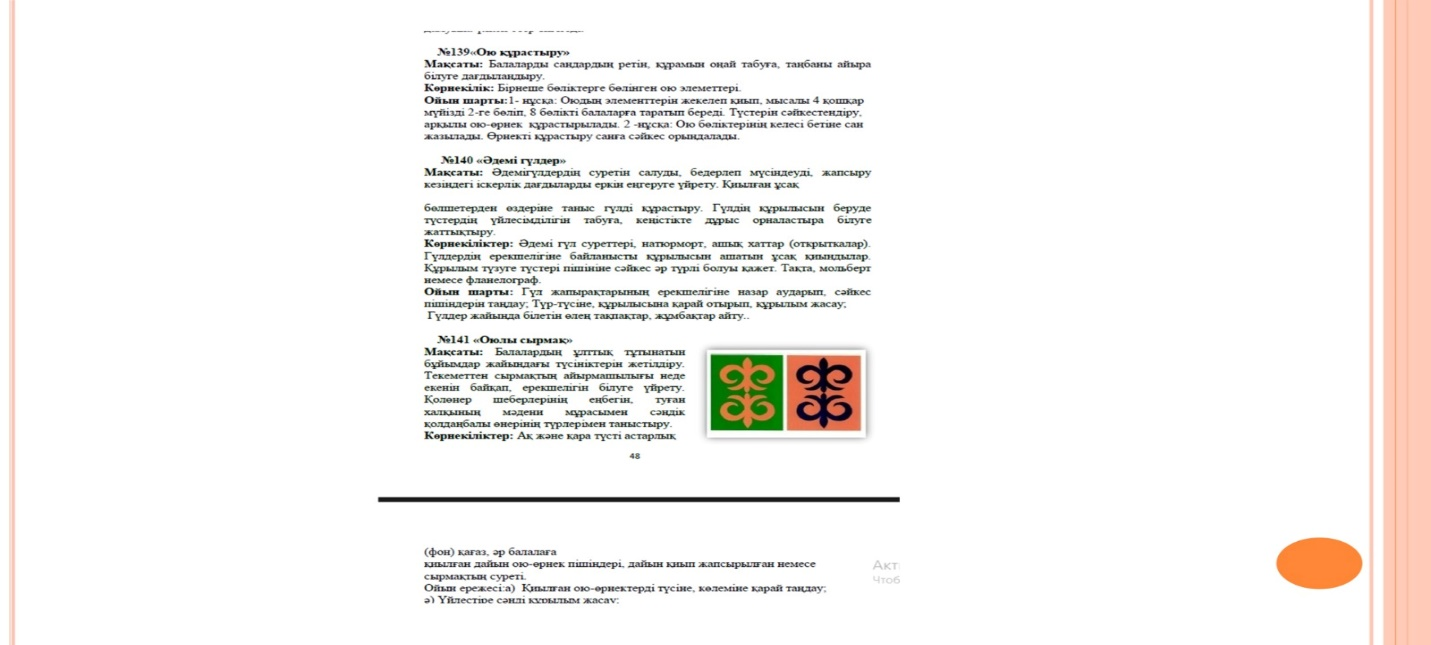 №139«Ою құрастыру»
Мақсаты: Балаларды сандардың ретін, құрамын оңай табуға, таңбаны айыра
білуге дағдыландыру.
Көрнекілік: Бірнеше бөліктерге бөлінген ою элеметтері.
Ойын шарты:1- нұсқа: Оюдың элементтерін жекелеп қиып, мысалы 4 қошқар
мүйізді 2-ге бөліп, 8 бөлікті балаларға таратып береді. Түстерін сәйкестендіру,
арқылы ою-өрнек құрастырылады. 2 -нұсқа: Ою бөліктерінің келесі бетіне сан
жазылады. Өрнекті құрастыру санға сәйкес орындалады.
№140 «Әдемі гүлдер»
Мақсаты: Әдемігүлдердің суретін салуды, бедерлеп мүсіндеуді, жапсыру
кезіндегі іскерлік дағдыларды еркін еңгеруге үйрету. Қиылған ұсақ
бөлшетерден өздеріне таныс гүлді құрастыру. Гүлдің құрылысын беруде
түстердің үйлесімділігін табуға, кеңістікте дұрыс орналастыра білуге
жаттықтыру.
Көрнекіліктер: Әдемі гүл суреттері, натюрморт, ашық хаттар (открыткалар).
Гүлдердің ерекшелігіне байланысты құрылысын ашатын ұсақ қиындылар.
Құрылым түзуге түстері пішініне сәйкес әр түрлі болуы қажет. Тақта, мольберт
немесе фланелограф.
Ойын шарты: Гүл жапырақтарының ерекшелігіне назар аударып, сәйкес
пішіндерін таңдау; Түр-түсіне, құрылысына қарай отырып, құрылым жасау;
Гүлдер жайында білетін өлең тақпақтар, жұмбақтар айту..
№141 «Оюлы сырмақ»
Мақсаты: Балалардың ұлттық тұтынатын
бұйымдар жайындағы түсініктерін жетілдіру.
Текеметтен сырмақтың айырмашылығы неде
екенін байқап, ерекшелігін білуге үйрету.
Қолөнер шеберлерінің еңбегін, туған
халқының мәдени мұрасымен сәндік
қолданбалы өнерінің түрлерімен таныстыру.
Көрнекіліктер: Ақ және қара түсті астарлық
48
(фон) қағаз, әр балалаға
қиылған дайын ою-өрнек пішіндері, дайын қиып жапсырылған немесе
сырмақтың суреті.
Ойын ережесі:а) Қиылған ою-өрнектерді түсіне, көлеміне қарай таңдау;
ә) Үйлестіре сәнді құрылым жасау;